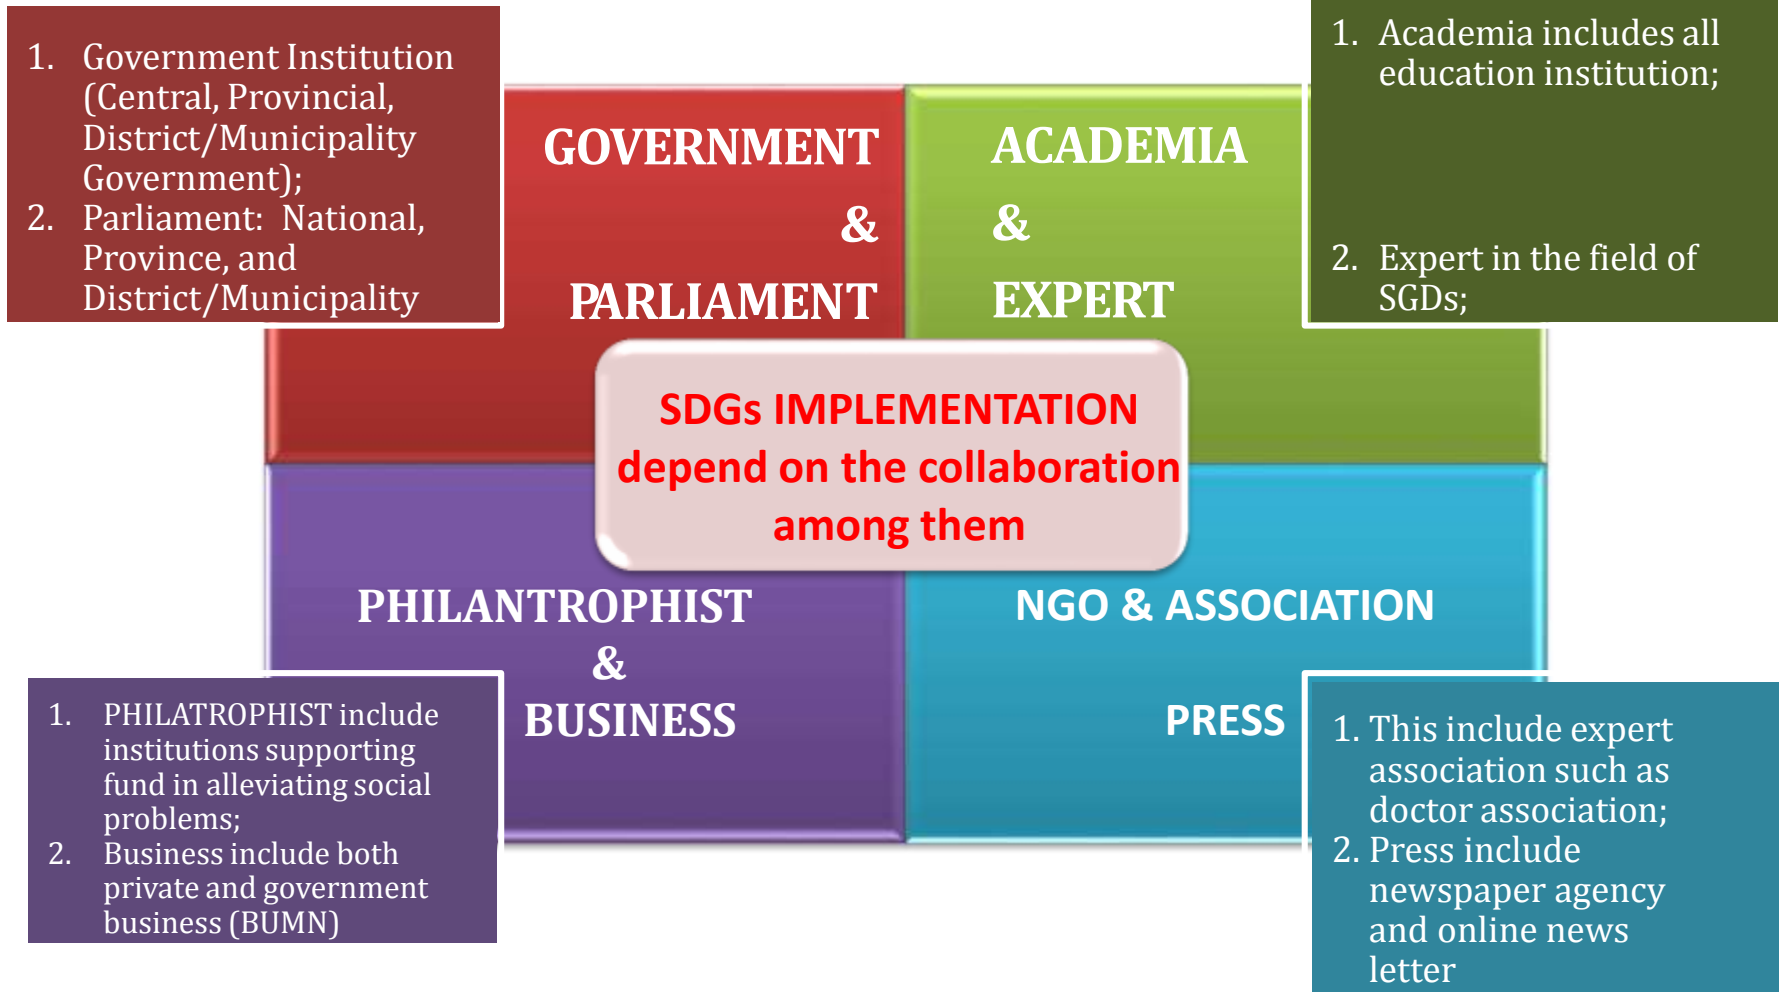 1. Government Institution
(Central, Provincial,
District/Municipality
Government);
2. Parliament: National,
Province, and
District/Municipality
GOVERNMENT
&
PARLIAMENT
ACADEMIA
&
EXPERT
1. Academia includes all
education institution;
2. Expert in the field of
SGDs;
SDGs IMPLEMENTATION
depend on the collaboration
among them
PHILANTROPHIST
&
BUSINESS
1. PHILATROPHIST include
institutions supporting
fund in alleviating social
problems;
2. Business include both
private and government
business (BUMN)
NGO & ASSOCIATION
PRESS
1. This include expert
association such as
doctor association;
2. Press include
newspaper agency
and online news
letter